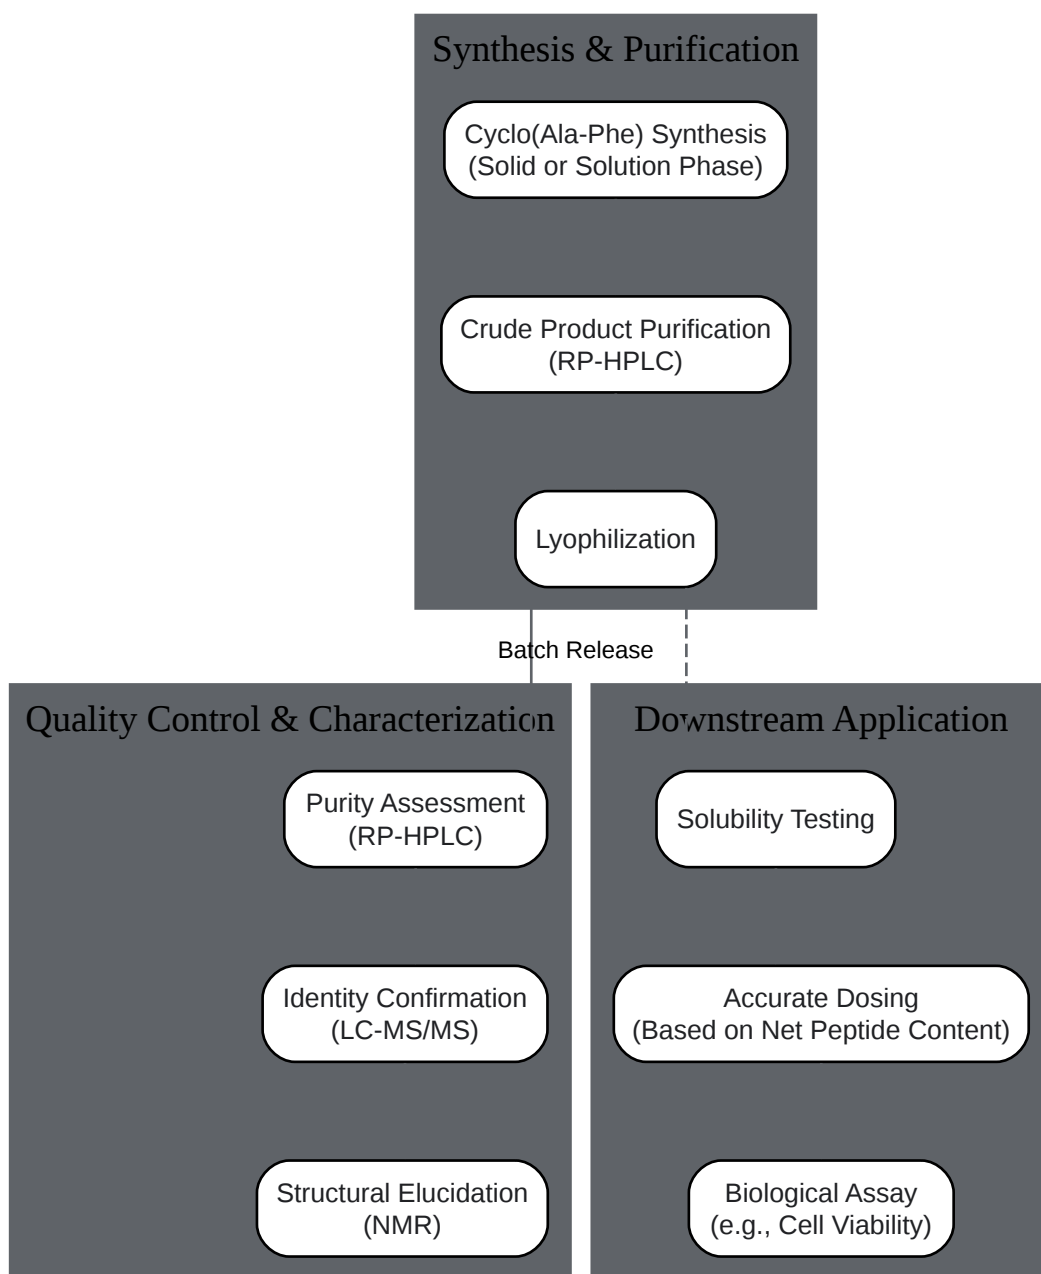 Synthesis & Purification
Cyclo(Ala-Phe) Synthesis
(Solid or Solution Phase)
Crude Product Purification
(RP-HPLC)
Lyophilization
Batch Release
Quality Control & Characterization
Purity Assessment
(RP-HPLC)
Identity Confirmation
(LC-MS/MS)
Structural Elucidation
(NMR)
Downstream Application
Solubility Testing
Accurate Dosing
(Based on Net Peptide Content)
Biological Assay
(e.g., Cell Viability)